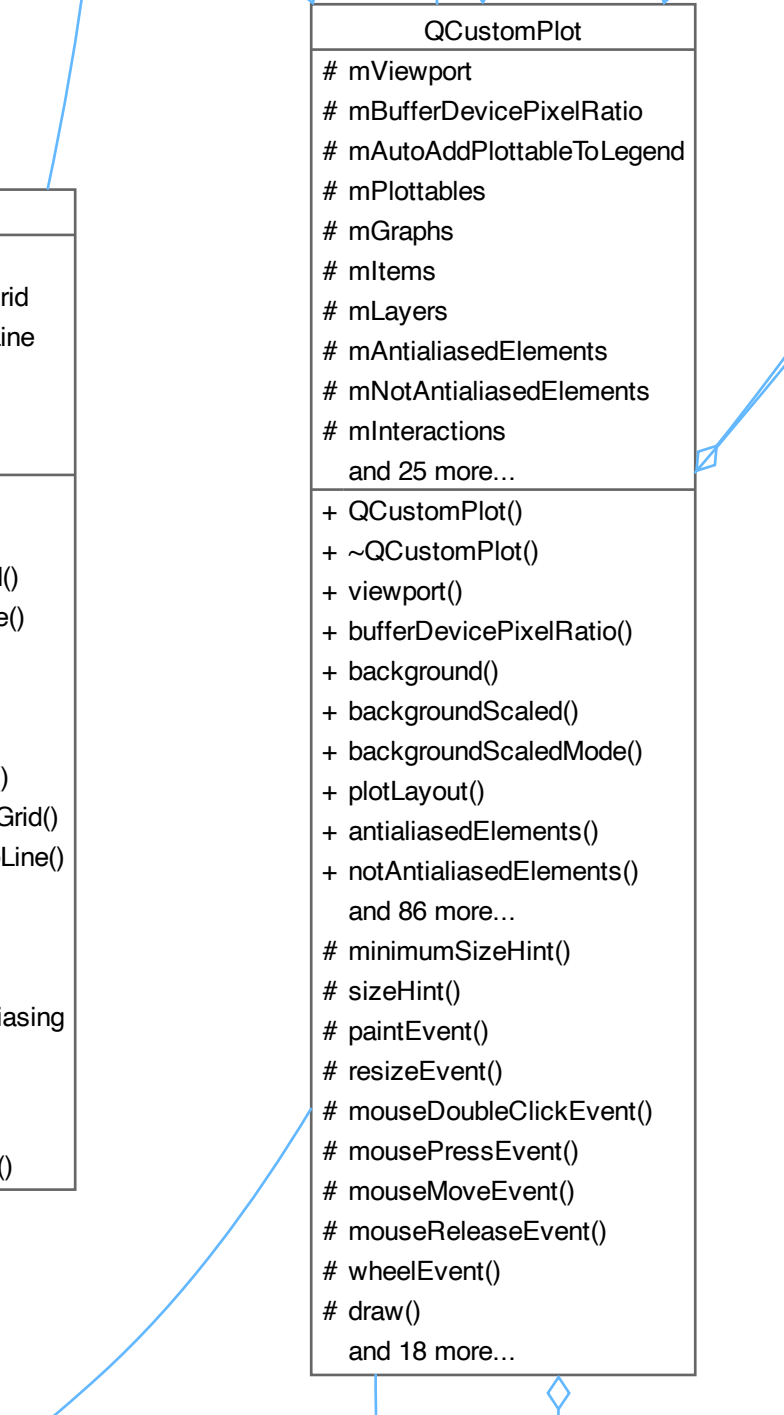 QCustomPlot
# mViewport
# mBufferDevicePixelRatio
# mAutoAddPlottableToLegend
# mPlottables
# mGraphs
# mItems
# mLayers
# mAntialiasedElements
# mNotAntialiasedElements
# mInteractions
and 25 more...
+ QCustomPlot()
+ ~QCustomPlot()
+ viewport()
+ bufferDevicePixelRatio()
+ background()
+ backgroundScaled()
+ backgroundScaledMode()
+ plotLayout()
+ antialiasedElements()
+ notAntialiasedElements()
and 86 more...
# minimumSizeHint()
# sizeHint()
# paintEvent()
# resizeEvent()
# mouseDoubleClickEvent()
# mousePressEvent()
# mouseMoveEvent()
# mouseReleaseEvent()
# wheelEvent()
# draw()
and 18 more...